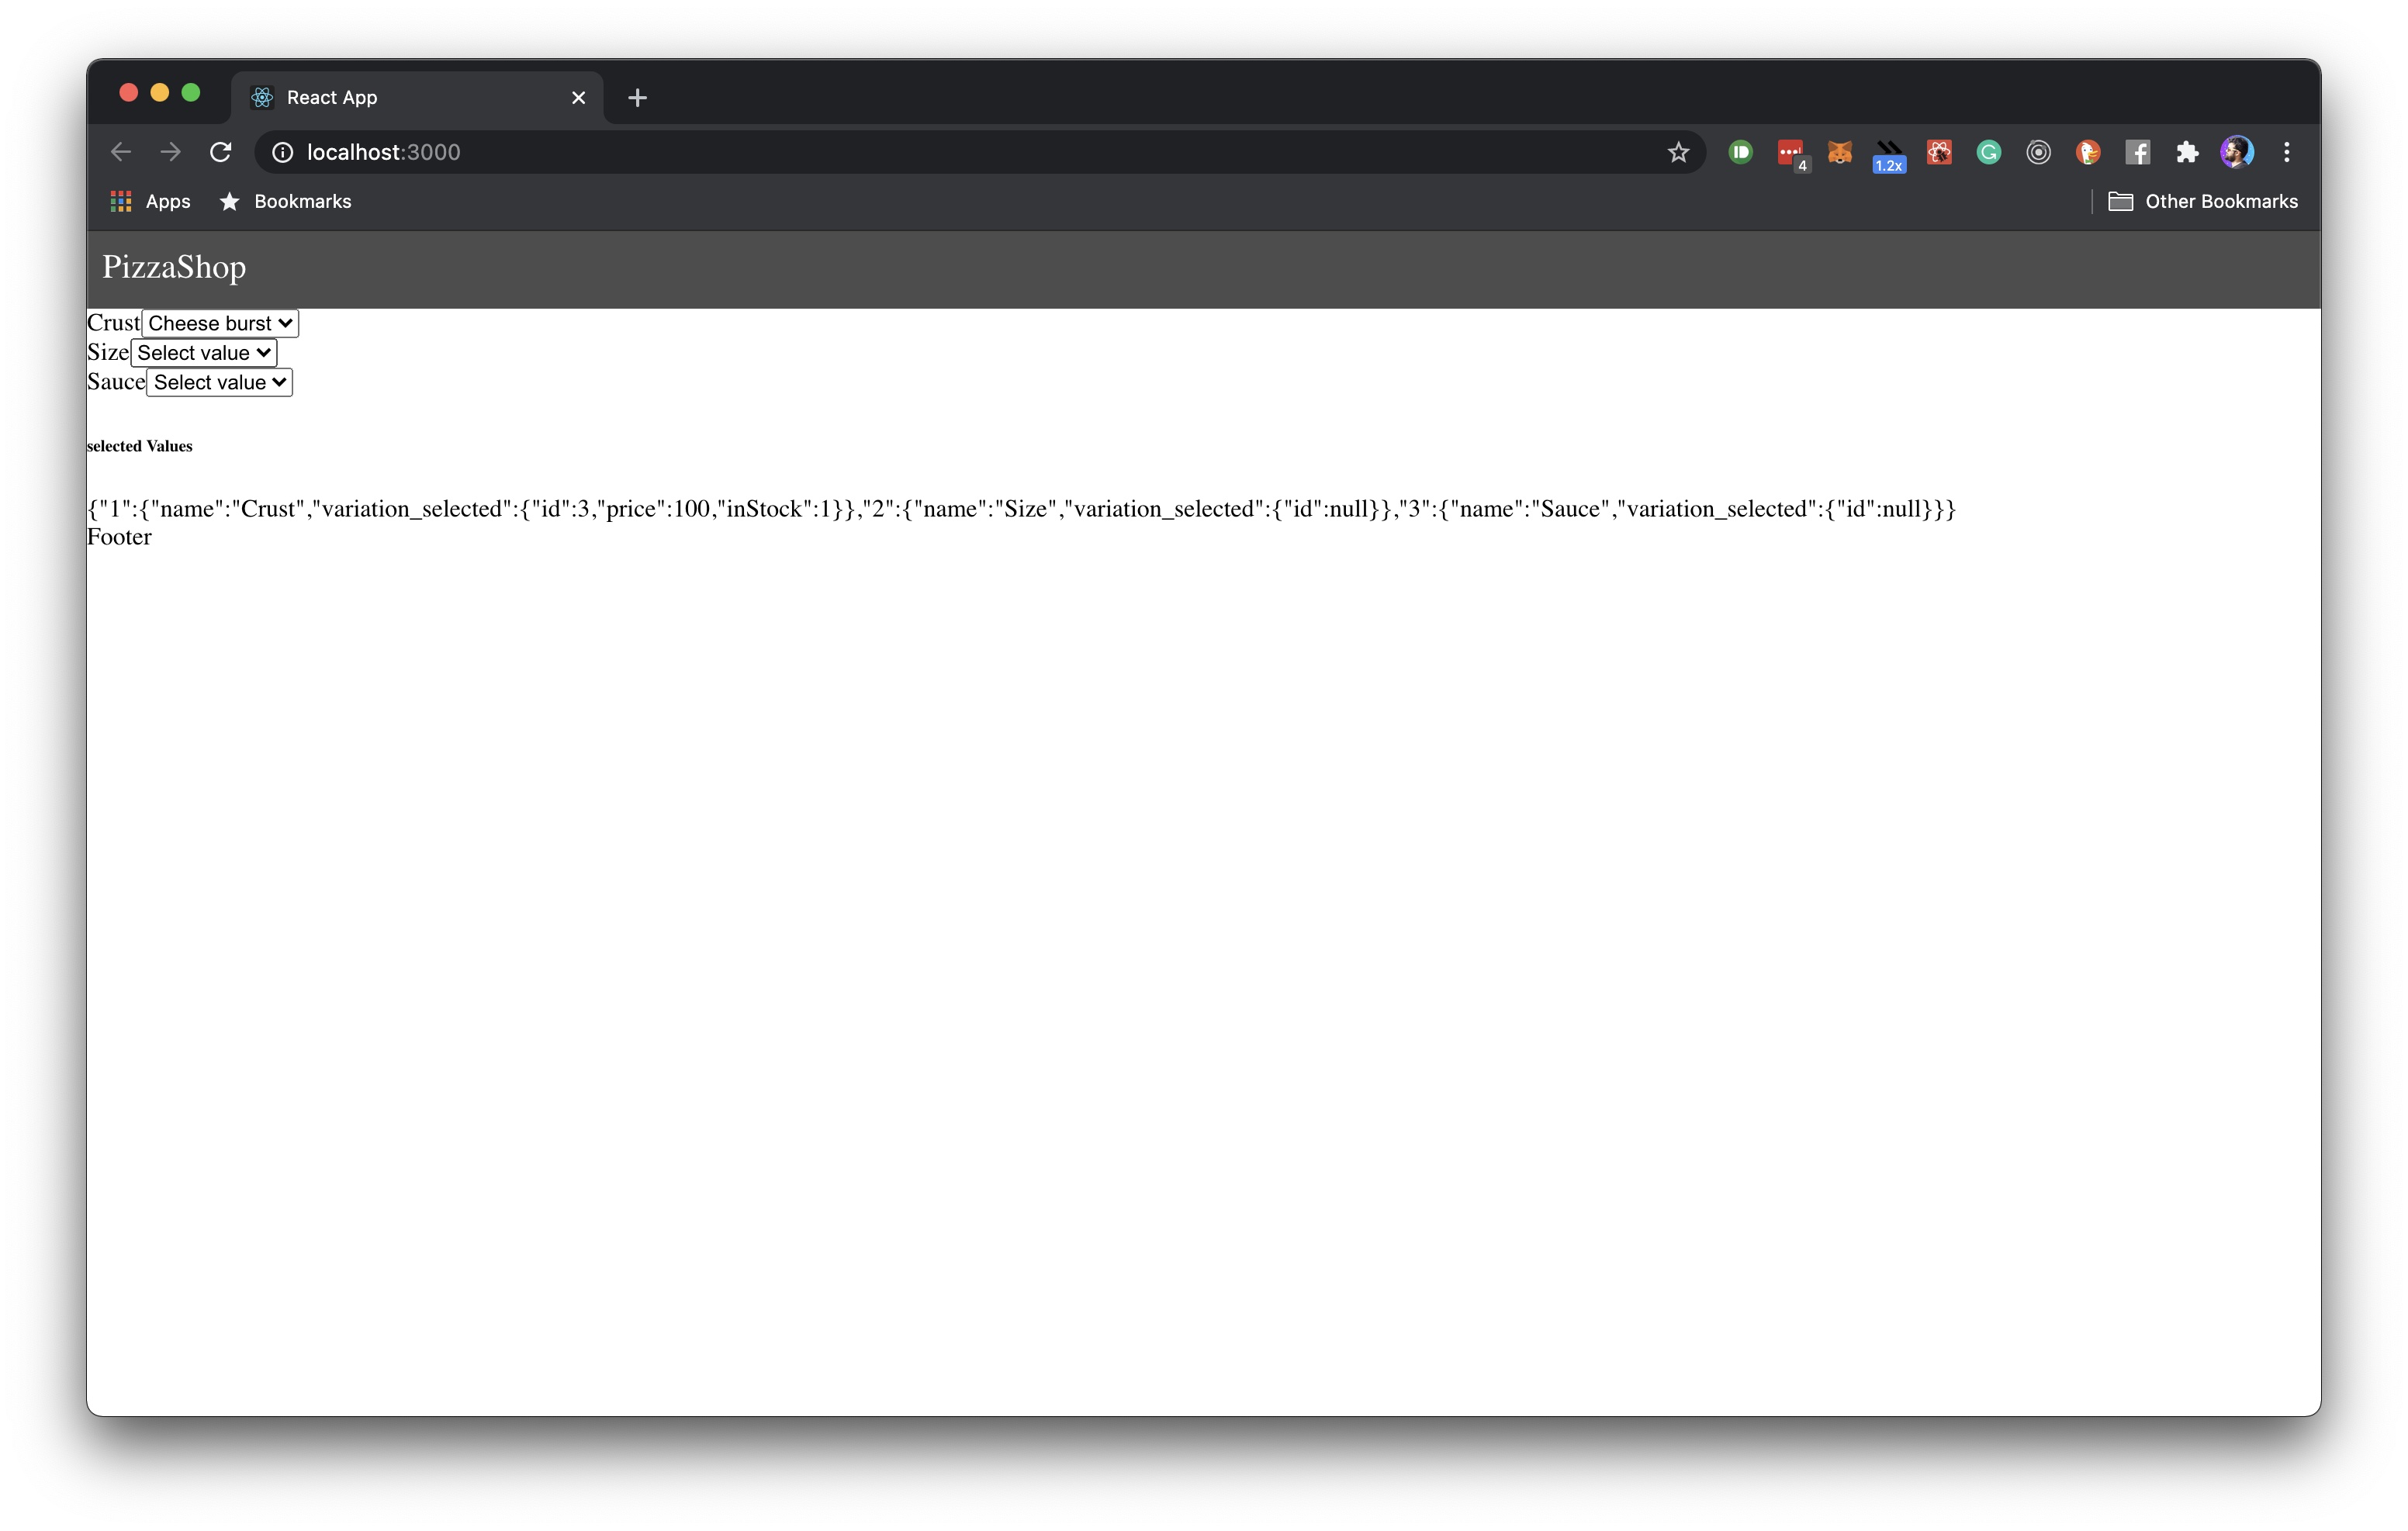 React App
localhost:3000
4
1.2x
Apps
Bookmarks
Other Bookmarks
PizzaShop
Crust Cheese burst
Size Select value
Sauce Select value
selected Values
{"1":{"name":"Crust","variation_selected":{"id":3,"price":100,"inStock":1}},"2":{"name":"Size","variation_selected":{"id":null}},"3":{"name":"Sauce","variation_selected":{"id":null}}}
Footer